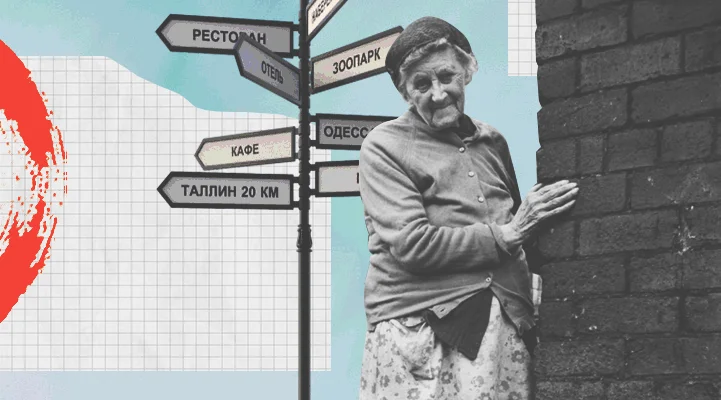 РЕСТОРАН
ОТЕЛЬ
ЗООПАРК
КАФЕ
ТАЛЛИН 20 КМ